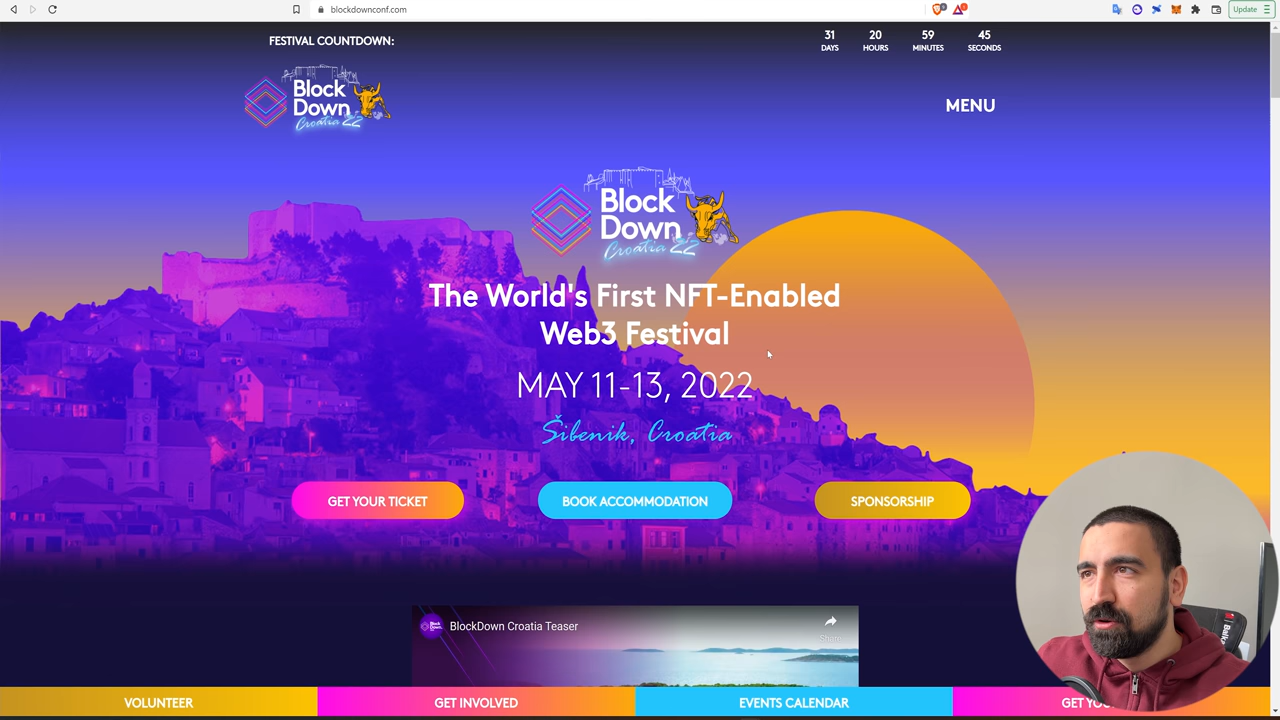 blockdownconf.com
Update
FESTIVAL COUNTDOWN:
31 20 59 45
DAYS HOURS MINUTES SECONDS
Block
Down
Croatia 22
MENU
Block
Down
Croatia 22
The World's First NFT-Enabled
Web3 Festival
MAY 11-13, 2022
Šibenik, Croatia
GET YOUR TICKET
BOOK ACCOMMODATION
SPONSORSHIP
BlockDown Croatia Teaser
Share
VOLUNTEER
GET INVOLVED
EVENTS CALENDAR
GET